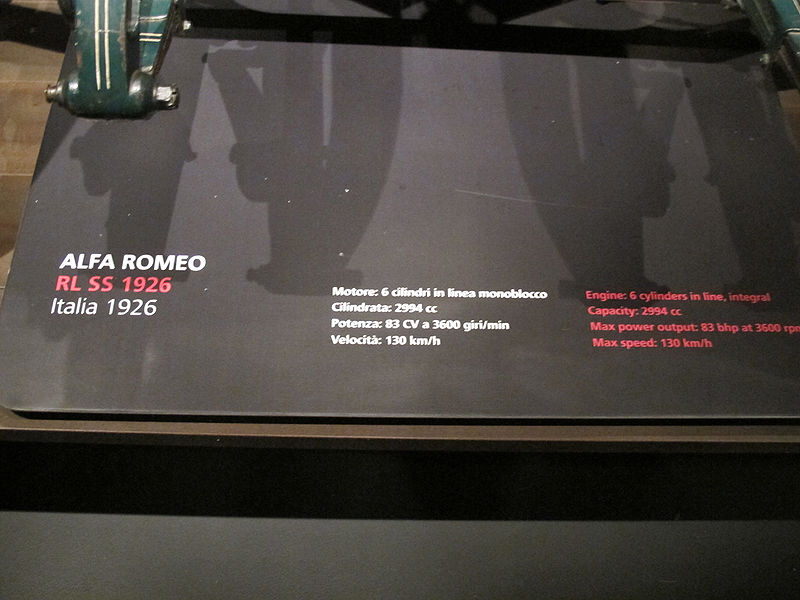 ALFA ROMEO
RL SS 1926
Italia 1926
Motore: 6 cilindri in linea monoblocco
Cilindrata: 2994 cc
Potenza: 83 CV a 3600 giri/min
Velocità: 130 km/h
Engine: 6 cylinders in line, integral
Capacity: 2994 cc
Max power output: 83 bhp at 3600 rpm
Max speed: 130 km/h